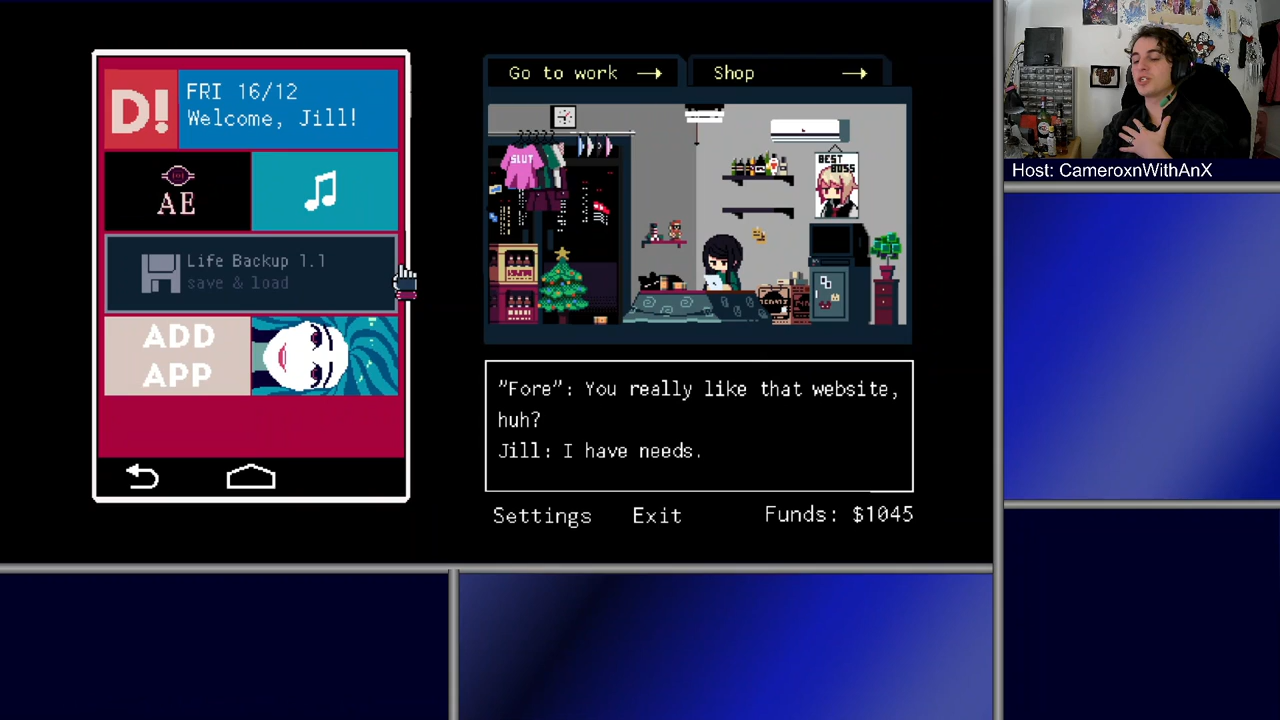 D!
FRI 16/12
Welcome, Jill!
AE
Life Backup 1.1
save & load
ADD
APP
Go to work →
Shop →
SLUT
BEST
BOSS
"Fore": You really like that website,
huh?
Jill: I have needs.
Settings
Exit
Funds: $1045
Host: CameroxnWithAnX